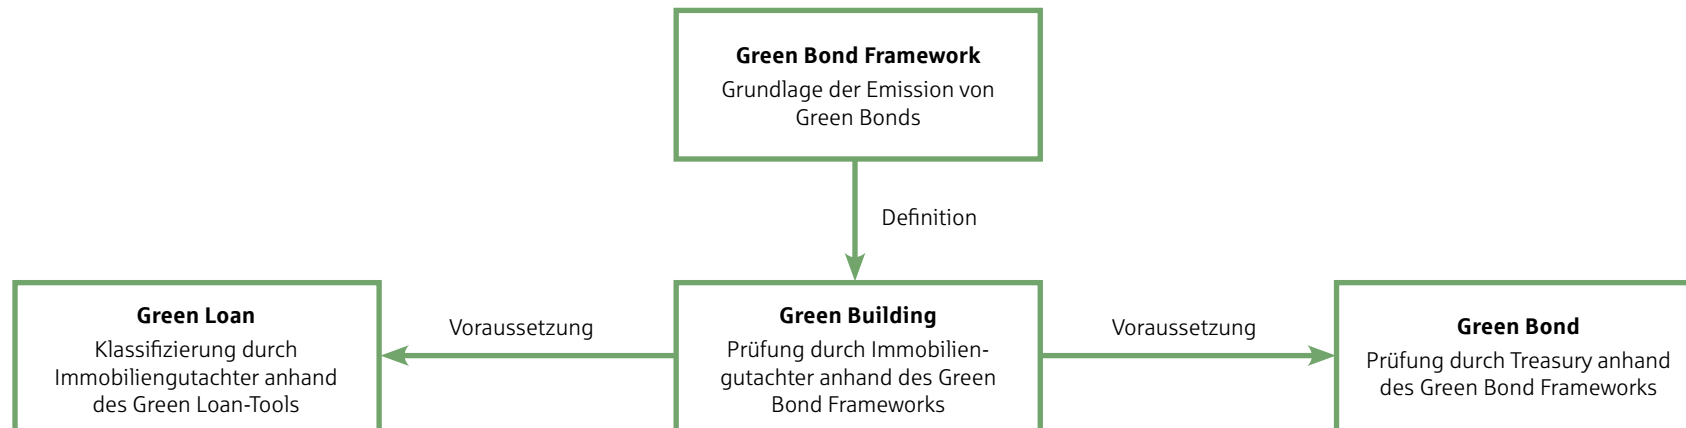 Green Bond Framework
Grundlage der Emission von
Green Bonds
Definition
Green Loan
Klassifizierung durch
Immobiliengutachter anhand
des Green Loan-Tools
Voraussetzung
Green Building
Prüfung durch Immobilien-
gutachter anhand des Green
Bond Frameworks
Voraussetzung
Green Bond
Prüfung durch Treasury anhand
des Green Bond Frameworks